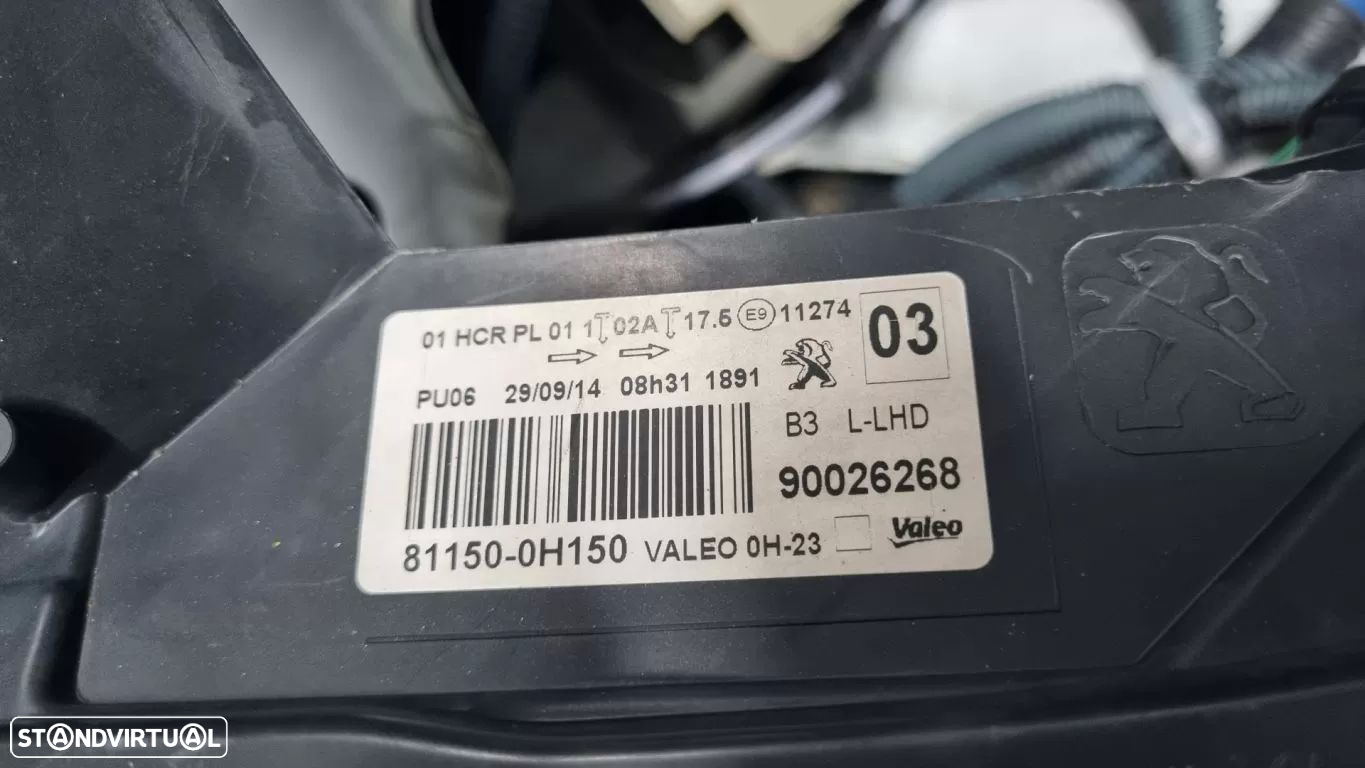 01 HCR PL 01 1 02A 17.5 E9 11274
03
PU06 29/09/14 08h31 1891
B3 L-LHD
90026268
81150-0H150 VALEO 0H-23
Valeo
STANDVIRTUAL